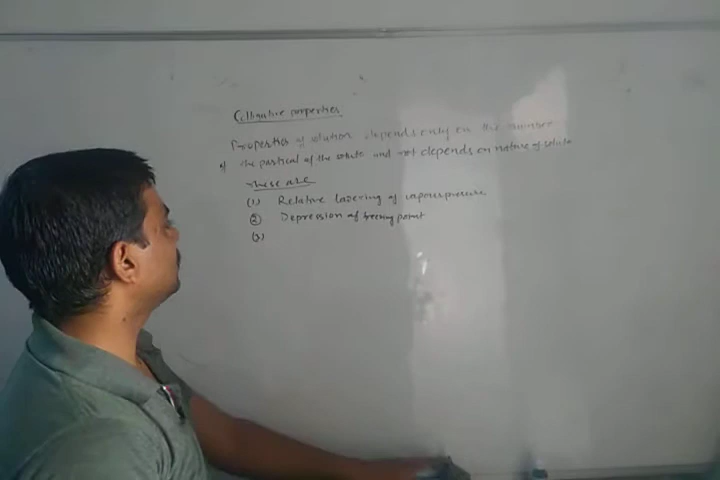 Colligative properties
Properties of solution depends only on the number
of the partical of the solute and not depends on nature of solute
These are
(1) Relative lowering of vapour pressure
(2) Depression of freezing point
(3)